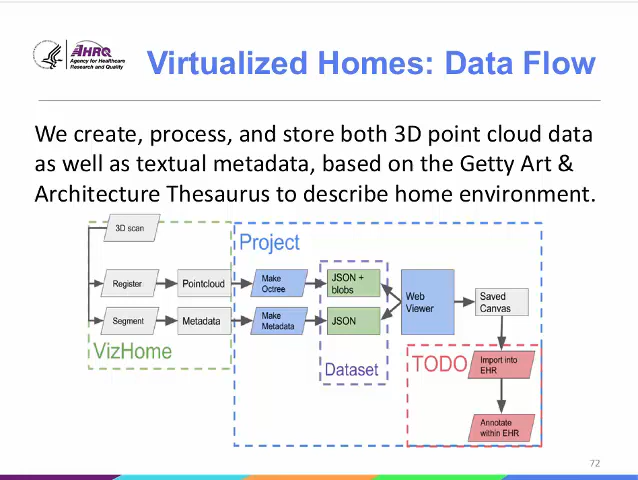 AHRQ
Agency for Healthcare
Research and Quality
Virtualized Homes: Data Flow
We create, process, and store both 3D point cloud data
as well as textual metadata, based on the Getty Art &
Architecture Thesaurus to describe home environment.
3D scan
Register
Pointcloud
Segment
Metadata
VizHome
Project
Make
Octree
Make
Metadata
JSON +
blobs
JSON
Dataset
Web
Viewer
Saved
Canvas
TODO
Import into
EHR
Annotate
within EHR
72